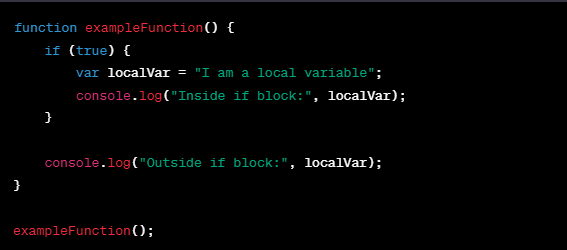 function exampleFunction() {
    if (true) {
        var localVar = "I am a local variable";
        console.log("Inside if block:", localVar);
    }

    console.log("Outside if block:", localVar);
}

exampleFunction();